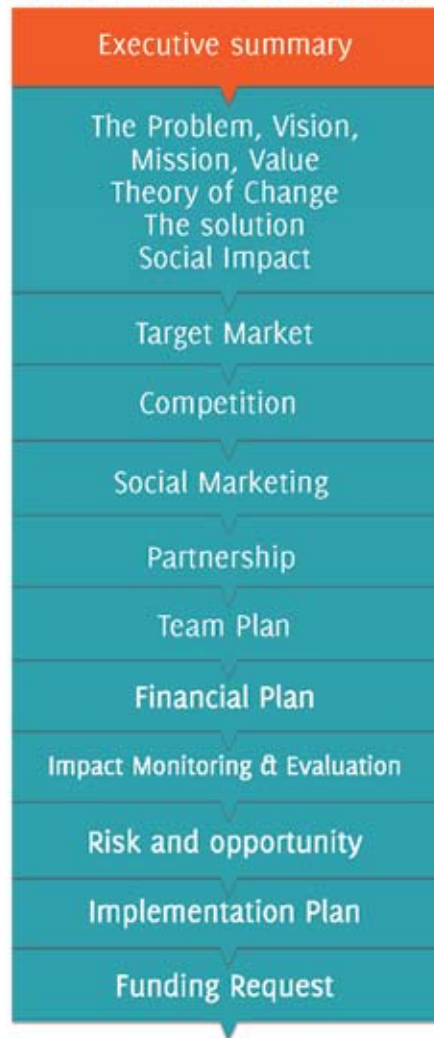 Executive summary
The Problem, Vision,
Mission, Value
Theory of Change
The solution
Social Impact
Target Market
Competition
Social Marketing
Partnership
Team Plan
Financial Plan
Impact Monitoring & Evaluation
Risk and opportunity
Implementation Plan
Funding Request